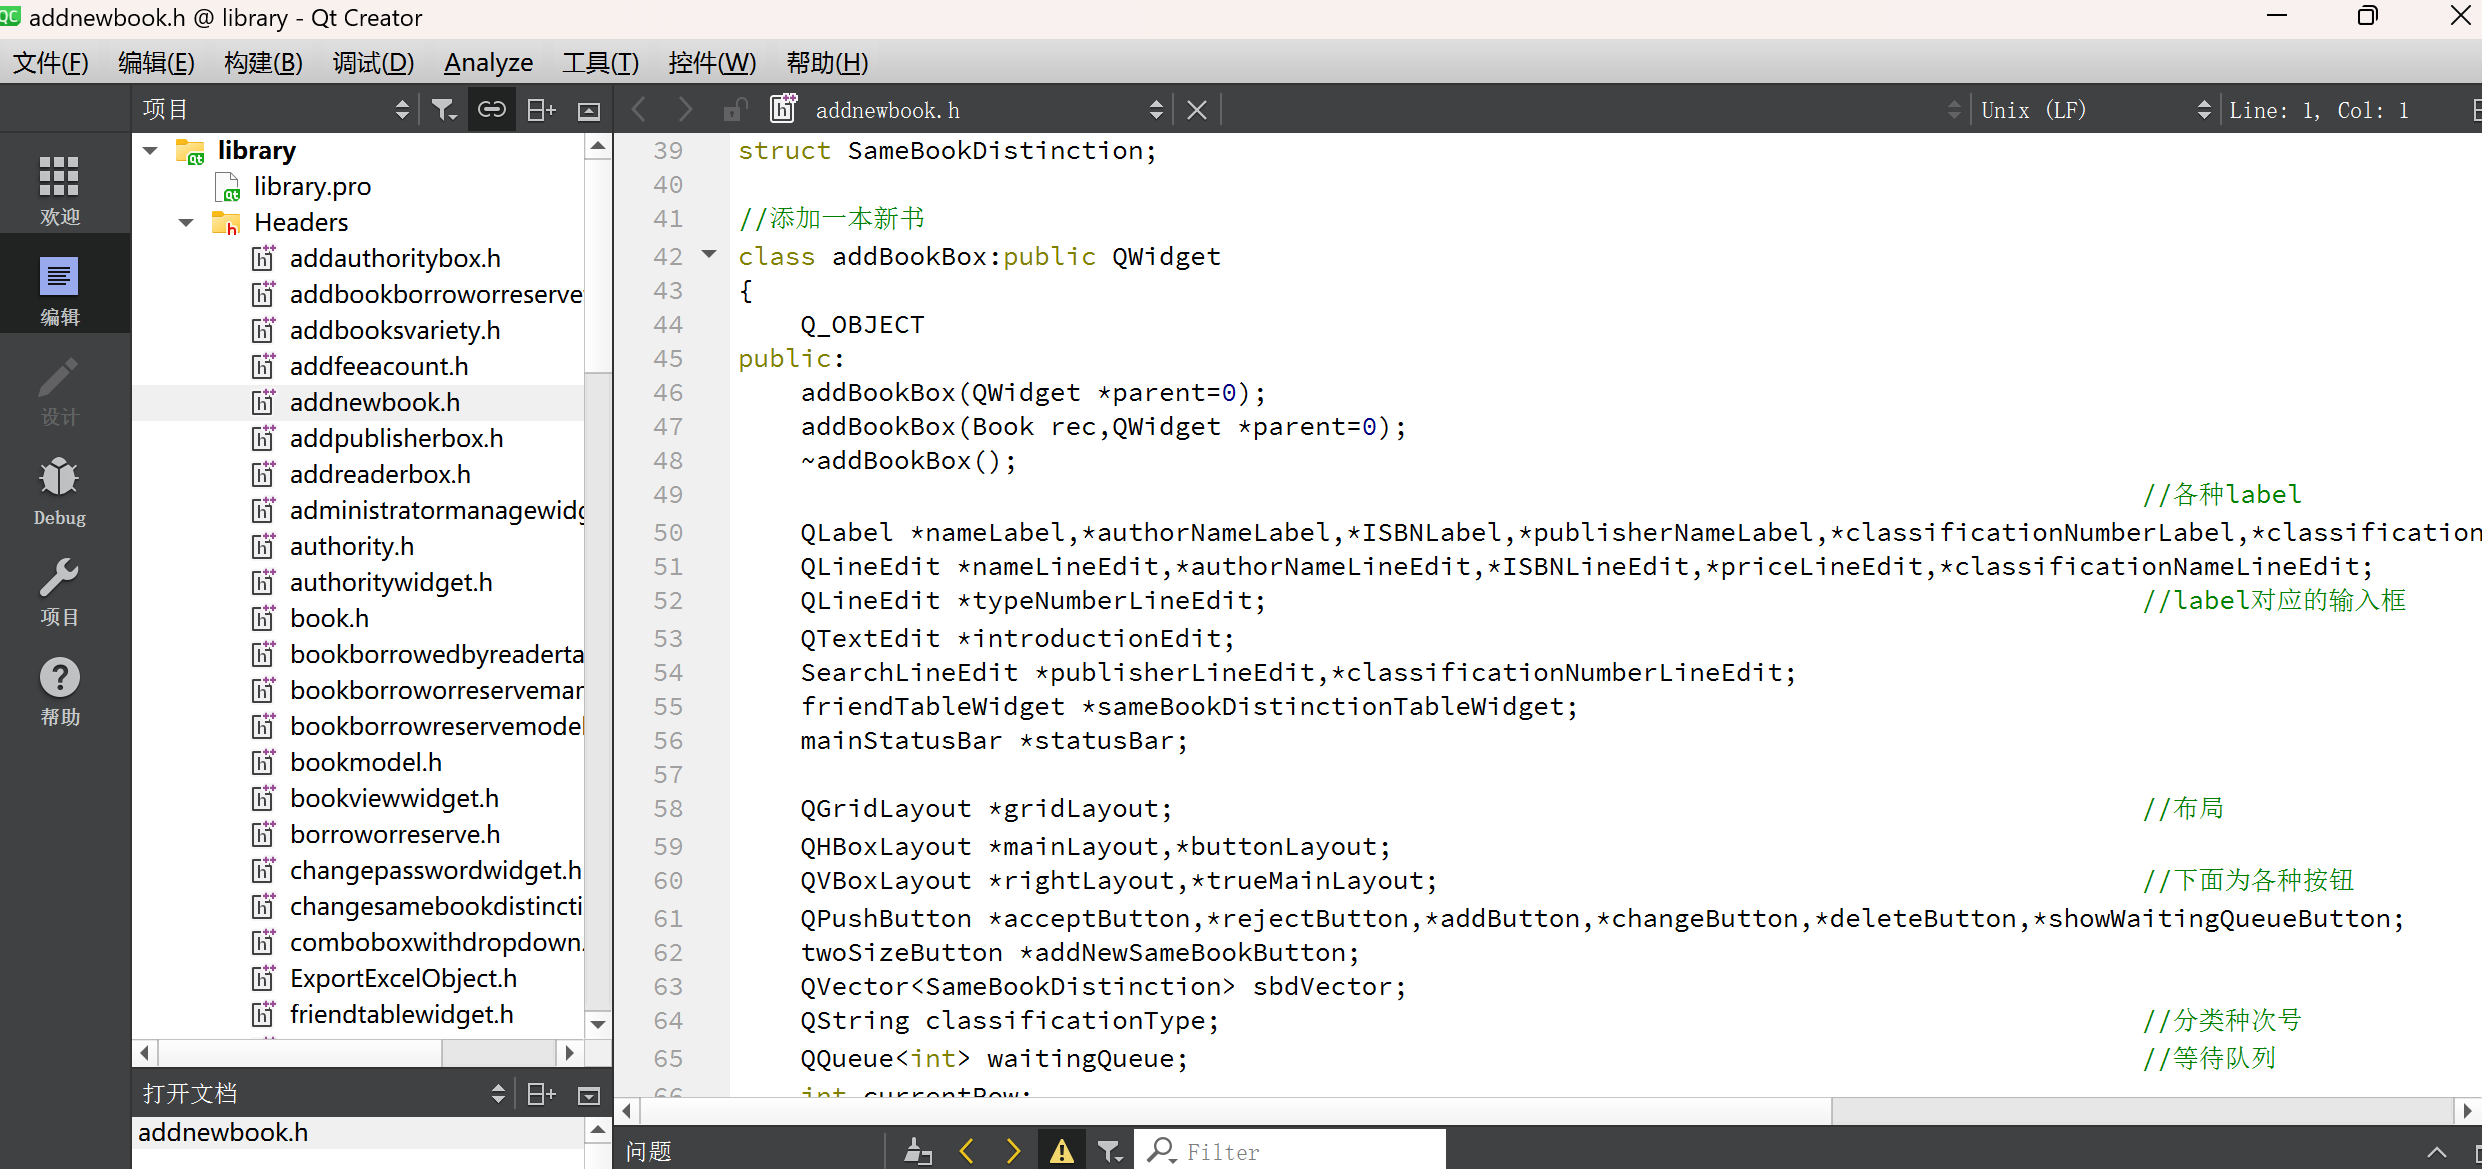 addnewbook.h @ library - Qt Creator
文件(F) 编辑(E) 构建(B) 调试(D) Analyze 工具(T) 控件(W) 帮助(H)
项目
addnewbook.h
Unix (LF)
Line: 1, Col: 1
欢迎
编辑
设计
Debug
项目
帮助
library
library.pro
Headers
addauthoritybox.h
addbookborroworreserve
addbooksvariety.h
addfeeacount.h
addnewbook.h
addpublisherbox.h
addreaderbox.h
administratormanagewidg
authority.h
authoritywidget.h
book.h
bookborrowedbyreaderta
bookborroworreservemar
bookborrowreservemodel
bookmodel.h
bookviewwidget.h
borroworreserve.h
changepasswordwidget.h
changesamebookdistincti
comboboxwithdropdown.
ExportExcelObject.h
friendtablewidget.h
打开文档
addnewbook.h
39 struct SameBookDistinction;
40
41 //添加一本新书
42 class addBookBox:public QWidget
43 {
44 Q_OBJECT
45 public:
46 addBookBox(QWidget *parent=0);
47 addBookBox(Book rec,QWidget *parent=0);
48 ~addBookBox();
49 //各种label
50 QLabel *nameLabel,*authorNameLabel,*ISBNLabel,*publisherNameLabel,*classificationNumberLabel,*classification
51 QLineEdit *nameLineEdit,*authorNameLineEdit,*ISBNLineEdit,*priceLineEdit,*classificationNameLineEdit;
52 QLineEdit *typeNumberLineEdit; //label对应的输入框
53 QTextEdit *introductionEdit;
54 SearchLineEdit *publisherLineEdit,*classificationNumberLineEdit;
55 friendTableWidget *sameBookDistinctionTableWidget;
56 mainStatusBar *statusBar;
57
58 QGridLayout *gridLayout; //布局
59 QHBoxLayout *mainLayout,*buttonLayout;
60 QVBoxLayout *rightLayout,*trueMainLayout; //下面为各种按钮
61 QPushButton *acceptButton,*rejectButton,*addButton,*changeButton,*deleteButton,*showWaitingQueueButton;
62 twoSizeButton *addNewSameBookButton;
63 QVector<SameBookDistinction> sbdVector;
64 QString classificationType; //分类种次号
65 QQueue<int> waitingQueue; //等待队列
66 int currentRow;
问题
Filter